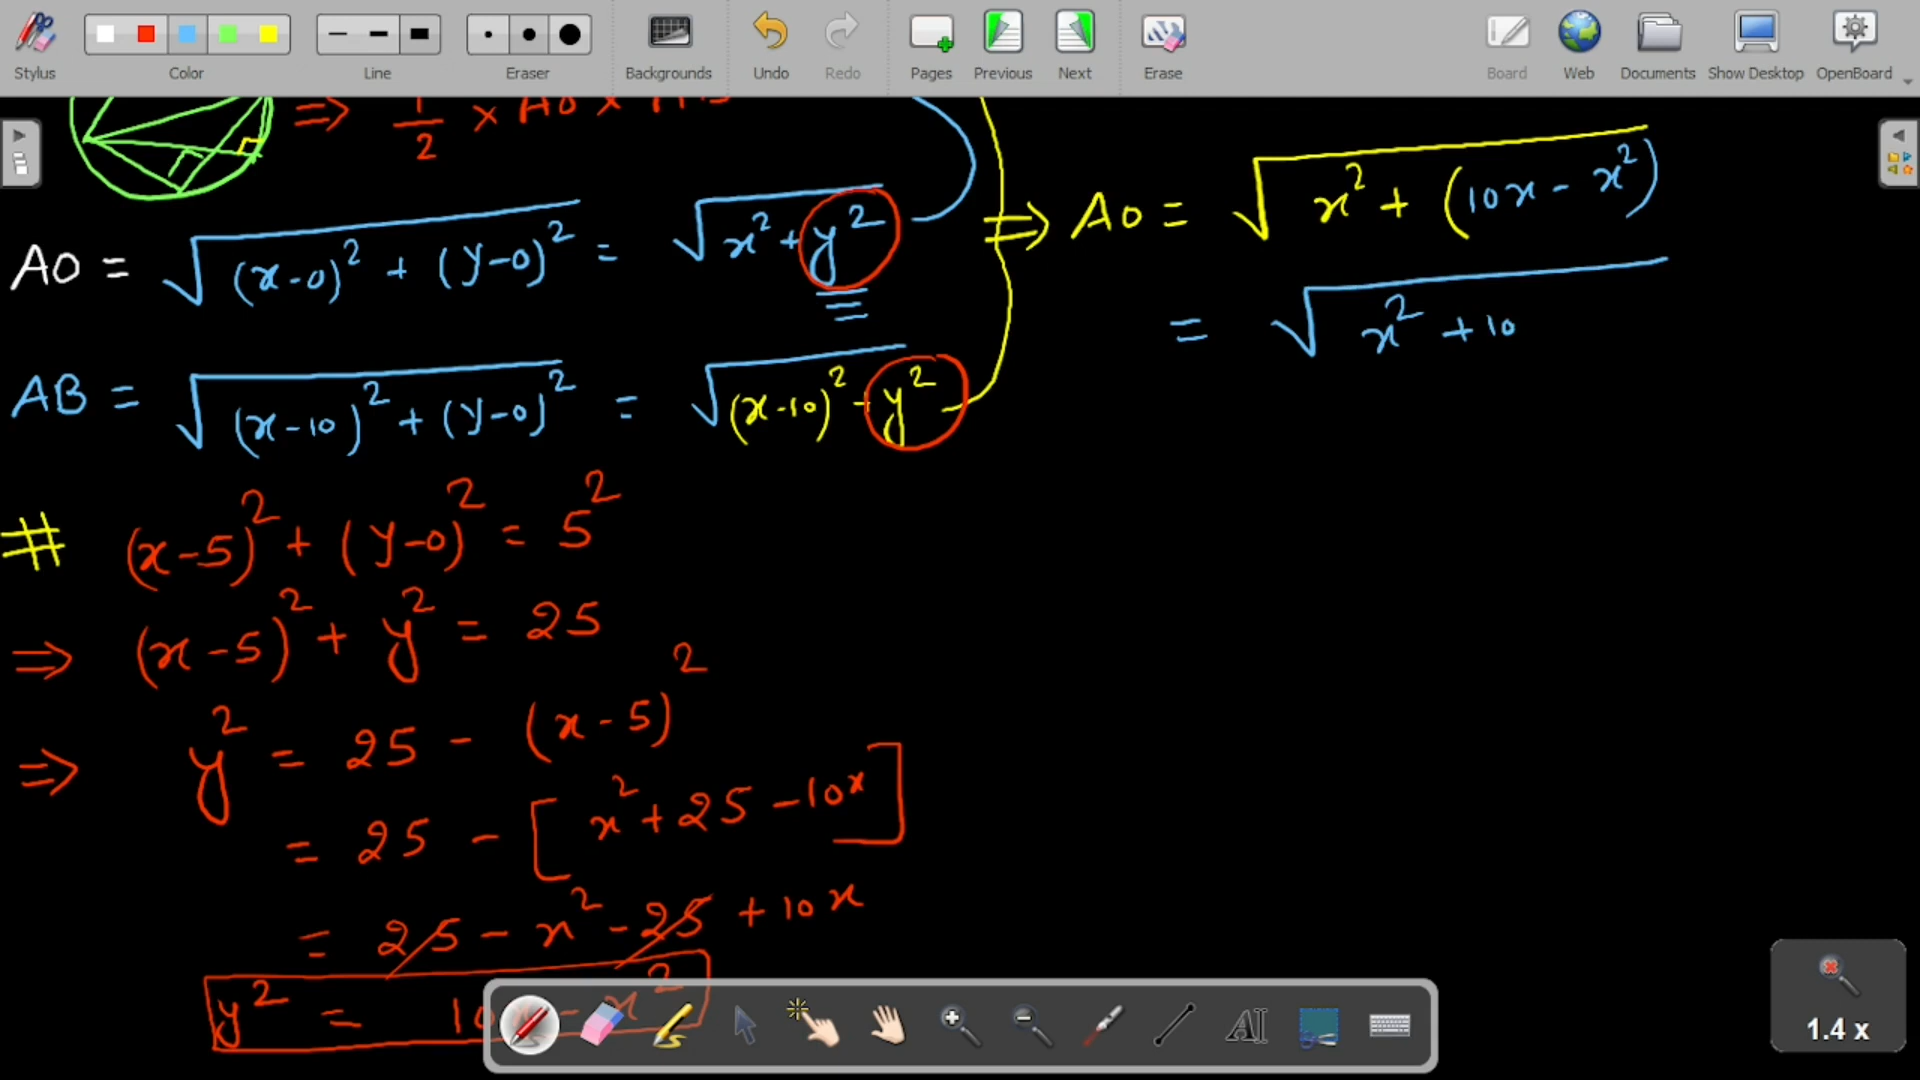 Stylus Color Line Eraser Backgrounds Undo Redo Pages Previous Next Erase Board Web Documents Show Desktop OpenBoard
⇒ 1/2 × AO ×
AO = √((x-0)² + (y-0)²) = √(x² + y²)
AB = √((x-10)² + (y-0)²) = √((x-10)² - y²)
# (x-5)² + (y-0)² = 5²
⇒ (x-5)² + y² = 25
⇒ y² = 25 - (x-5)²
= 25 - [x² + 25 - 10x]
= 25 - x² - 25 + 10x
y² = 10x - x²
⇒ AO = √(x² + (10x - x²))
= √(x² + 10
1.4 x